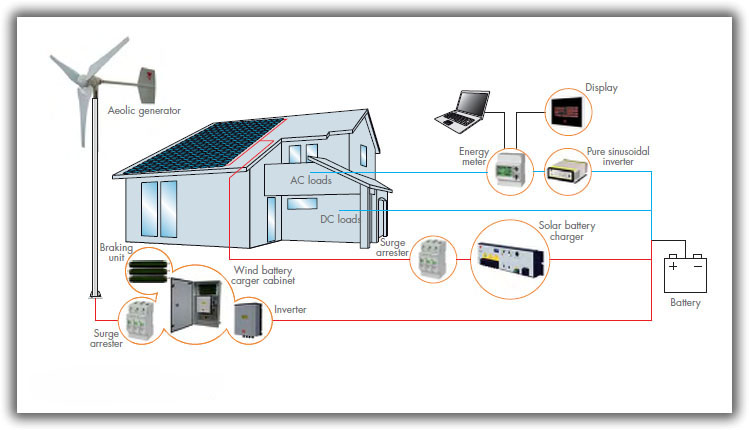 Aeolic generator
Display
Energy
meter
Pure sinusoidal
inverter
AC loads
DC loads
Solar battery
charger
Surge
arrester
Braking
unit
Wind battery
carger cabinet
Battery
Inverter
Surge
arrester